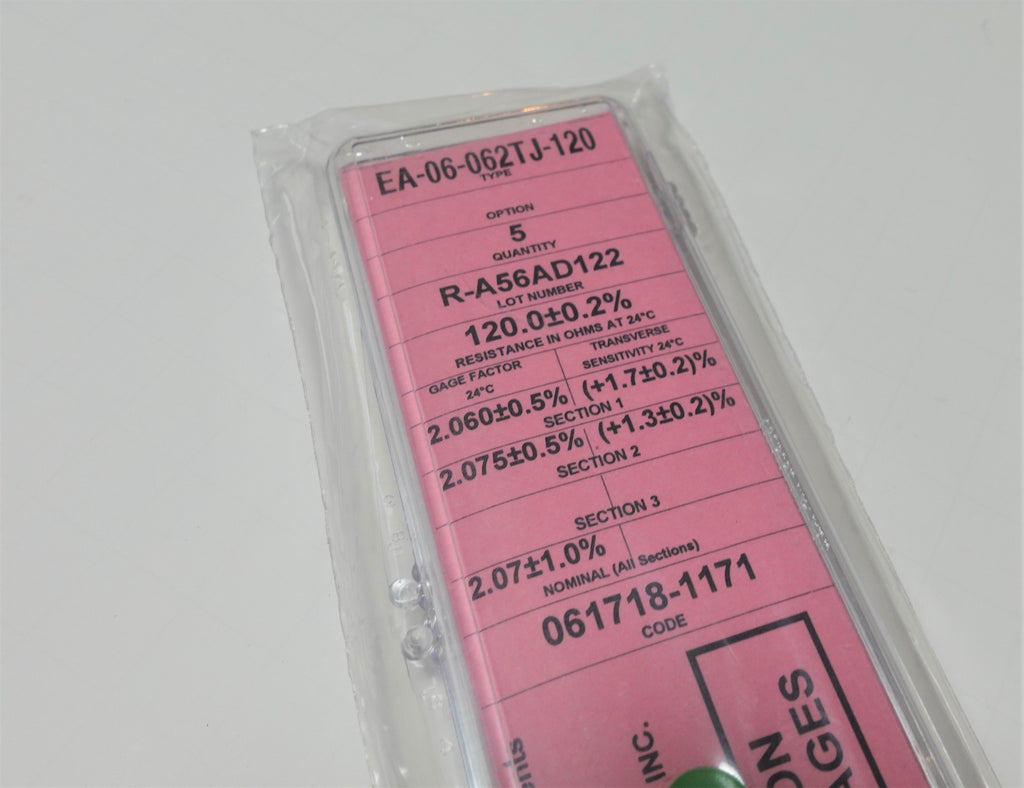 EA-06-062TJ-120
TYPE
OPTION
5
QUANTITY
R-A56AD122
LOT NUMBER
120.0±0.2%
RESISTANCE IN OHMS AT 24°C
GAGE FACTOR
24°C
TRANSVERSE
SENSITIVITY 24°C
2.060±0.5% (+1.7±0.2)%
SECTION 1
2.075±0.5% (+1.3±0.2)%
SECTION 2
SECTION 3
2.07±1.0%
NOMINAL (All Sections)
061718-1171
CODE
INC.